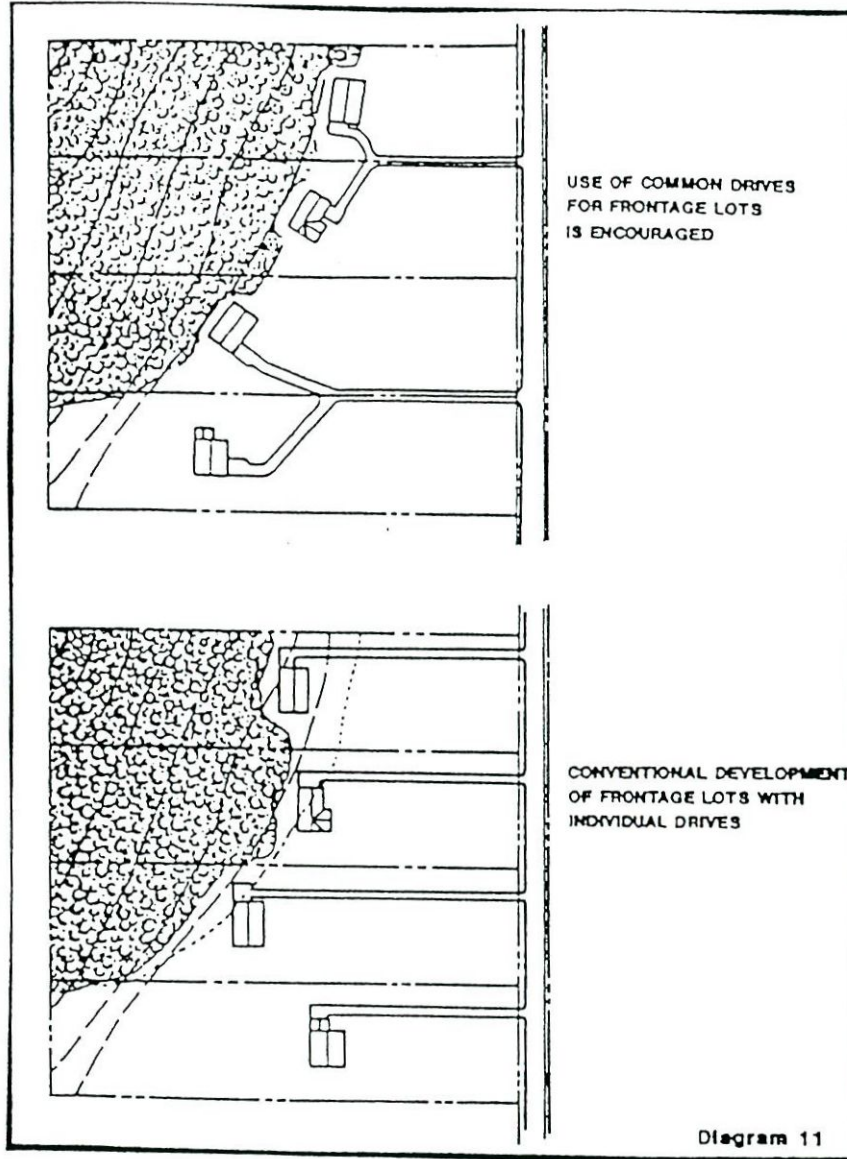 USE OF COMMON DRIVES
FOR FRONTAGE LOTS
IS ENCOURAGED
CONVENTIONAL DEVELOPMENT
OF FRONTAGE LOTS WITH
INDIVIDUAL DRIVES
Diagram 11